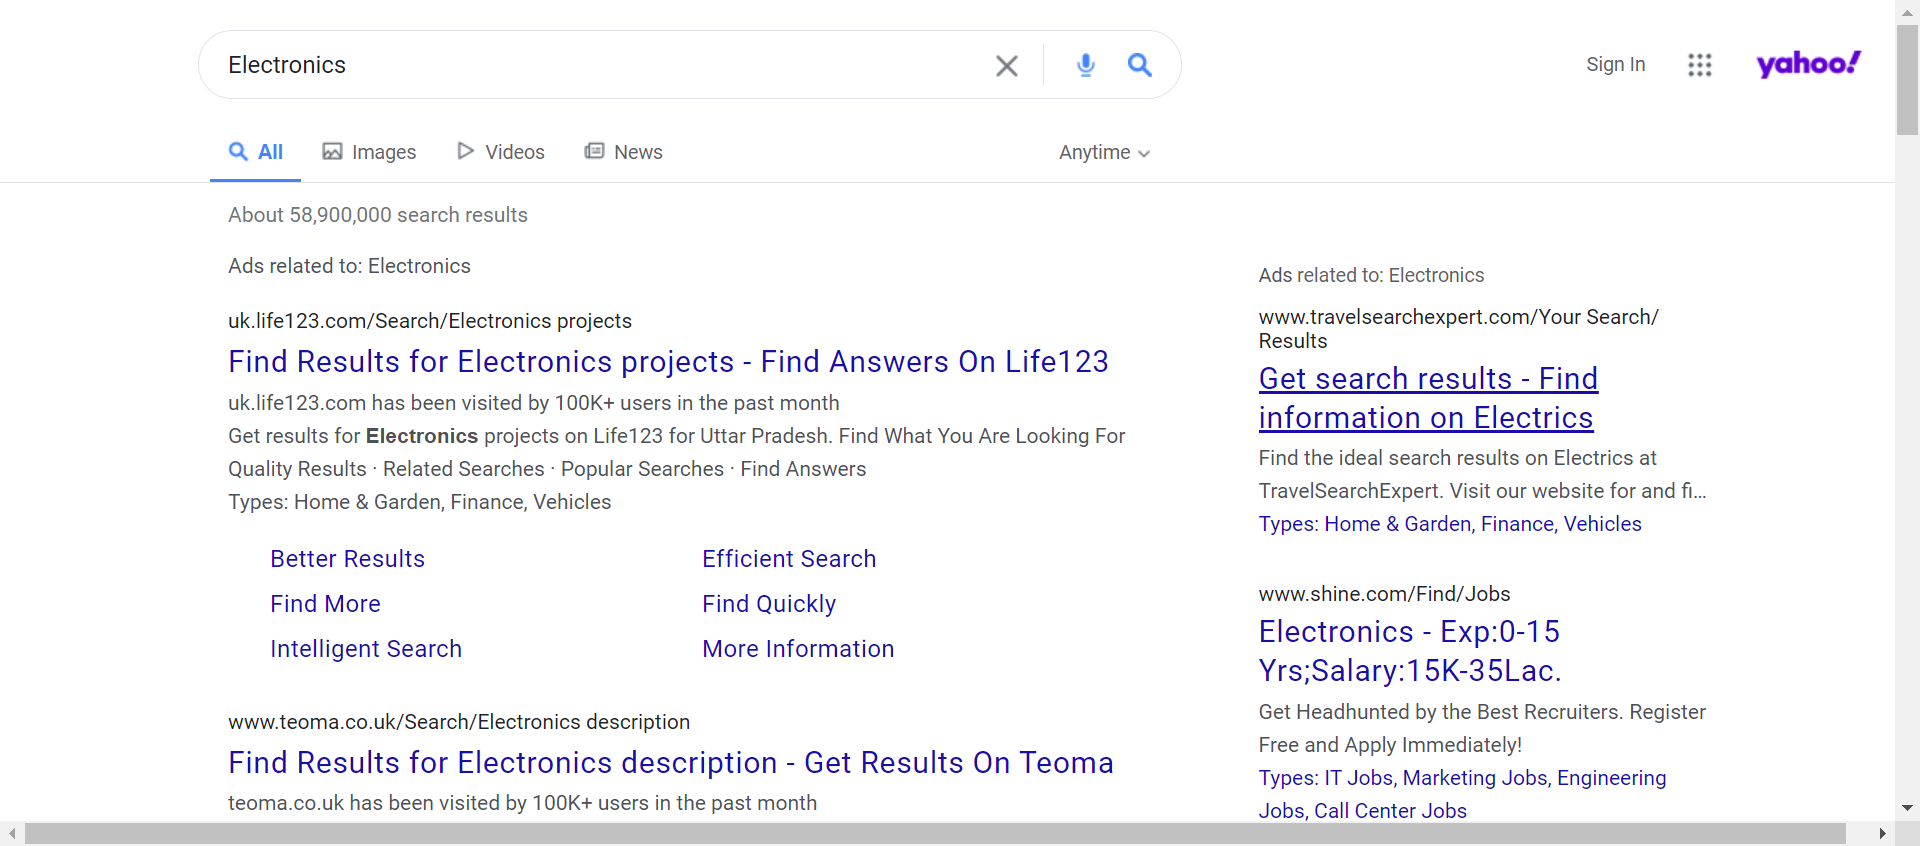 Electronics
Sign In
yahoo!
All
Images
Videos
News
Anytime
About 58,900,000 search results
Ads related to: Electronics
uk.life123.com/Search/Electronics projects
Find Results for Electronics projects - Find Answers On Life123
uk.life123.com has been visited by 100K+ users in the past month
Get results for Electronics projects on Life123 for Uttar Pradesh. Find What You Are Looking For
Quality Results · Related Searches · Popular Searches · Find Answers
Types: Home & Garden, Finance, Vehicles
Better Results
Efficient Search
Find More
Find Quickly
Intelligent Search
More Information
www.teoma.co.uk/Search/Electronics description
Find Results for Electronics description - Get Results On Teoma
teoma.co.uk has been visited by 100K+ users in the past month
Ads related to: Electronics
www.travelsearchexpert.com/Your Search/
Results
Get search results - Find
information on Electrics
Find the ideal search results on Electrics at
TravelSearchExpert. Visit our website for and fi...
Types: Home & Garden, Finance, Vehicles
www.shine.com/Find/Jobs
Electronics - Exp:0-15
Yrs;Salary:15K-35Lac.
Get Headhunted by the Best Recruiters. Register
Free and Apply Immediately!
Types: IT Jobs, Marketing Jobs, Engineering
Jobs, Call Center Jobs